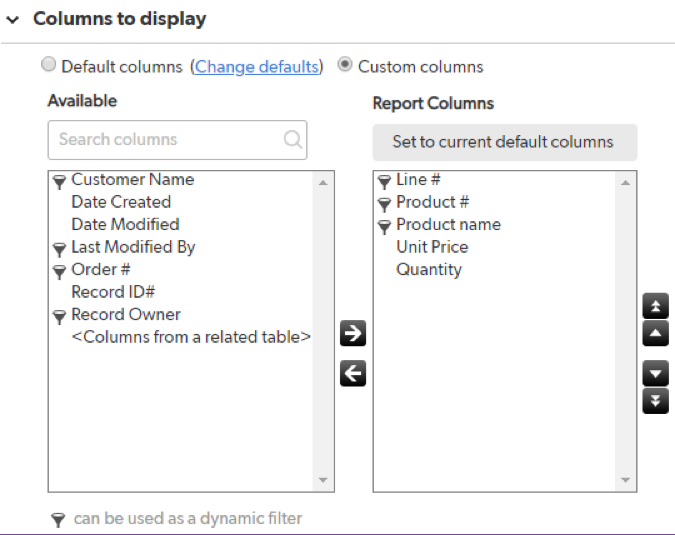 Columns to display
Default columns (Change defaults) Custom columns
Available
Search columns
Customer Name
Date Created
Date Modified
Last Modified By
Order #
Record ID#
Record Owner
<Columns from a related table>
Report Columns
Set to current default columns
Line #
Product #
Product name
Unit Price
Quantity
can be used as a dynamic filter